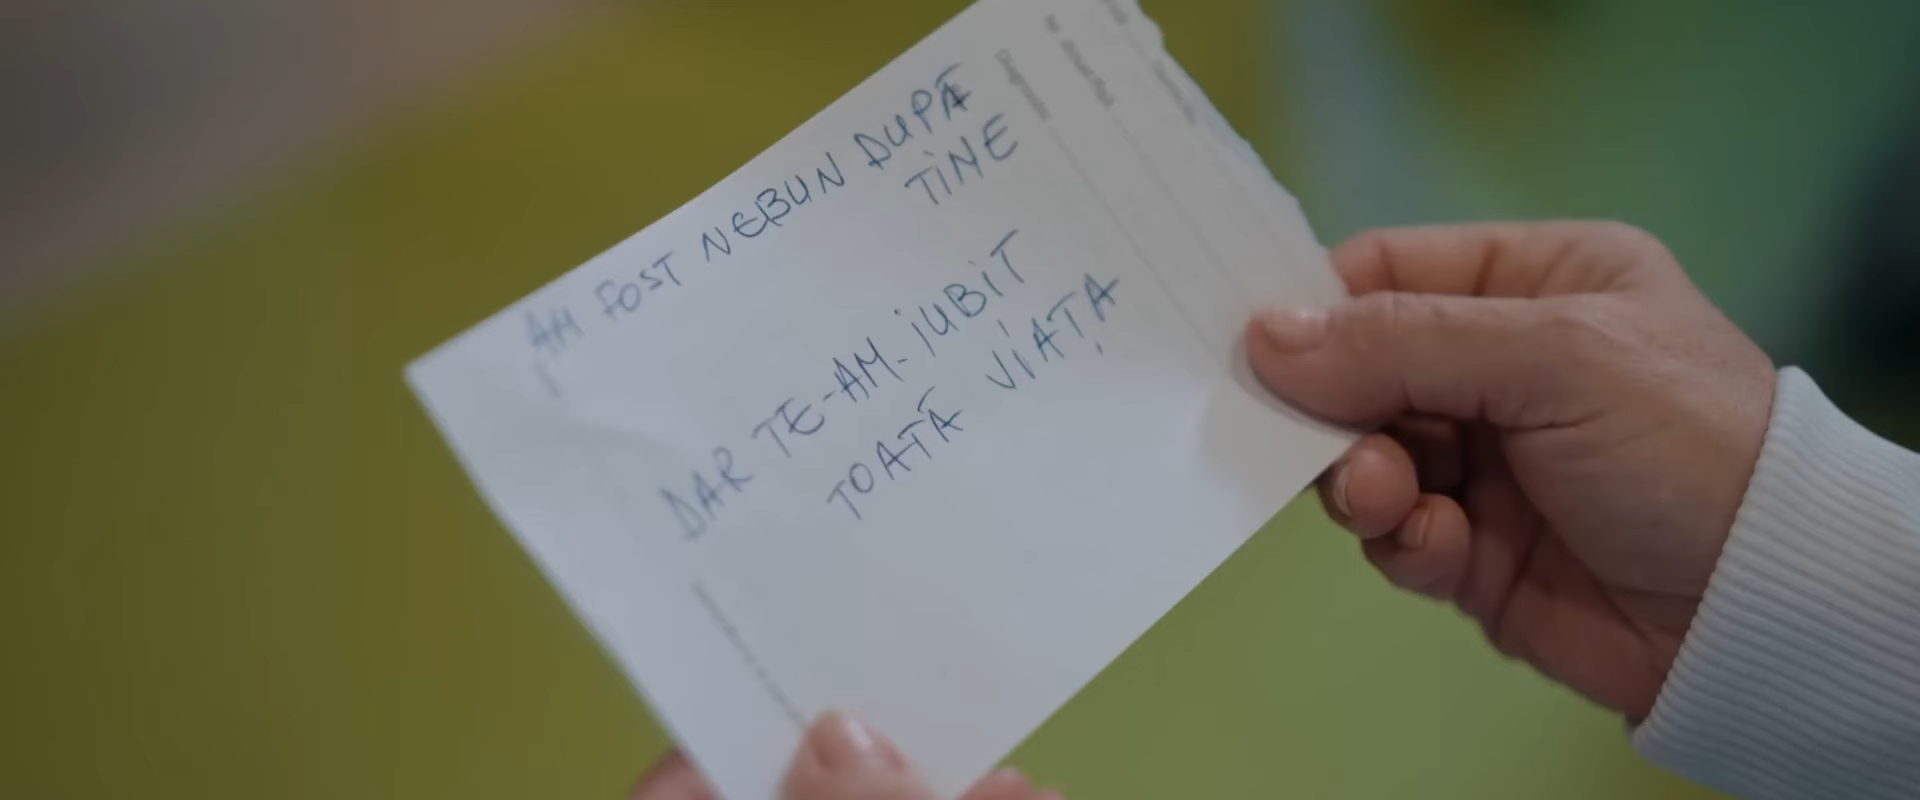 AM FOST NEBUN DUPĂ
TINE
DAR TE-AM-IUBIT
TOATĂ VIAȚA